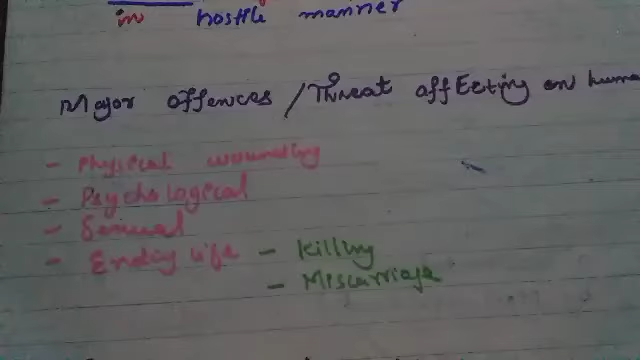 in hostile manner
Major offences / Threat affecting on huma
- Physical wounding
- Psychological
- Sexual
- Ending life - Killing
- Miscarriage